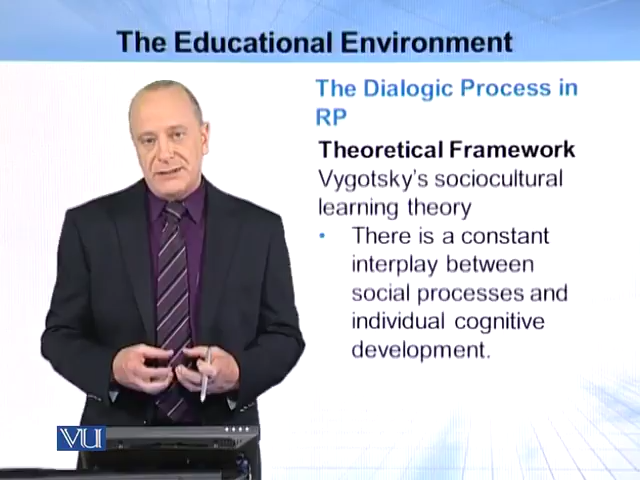 The Educational Environment
The Dialogic Process in
RP
Theoretical Framework
Vygotsky's sociocultural
learning theory
• There is a constant
interplay between
social processes and
individual cognitive
development.
VU